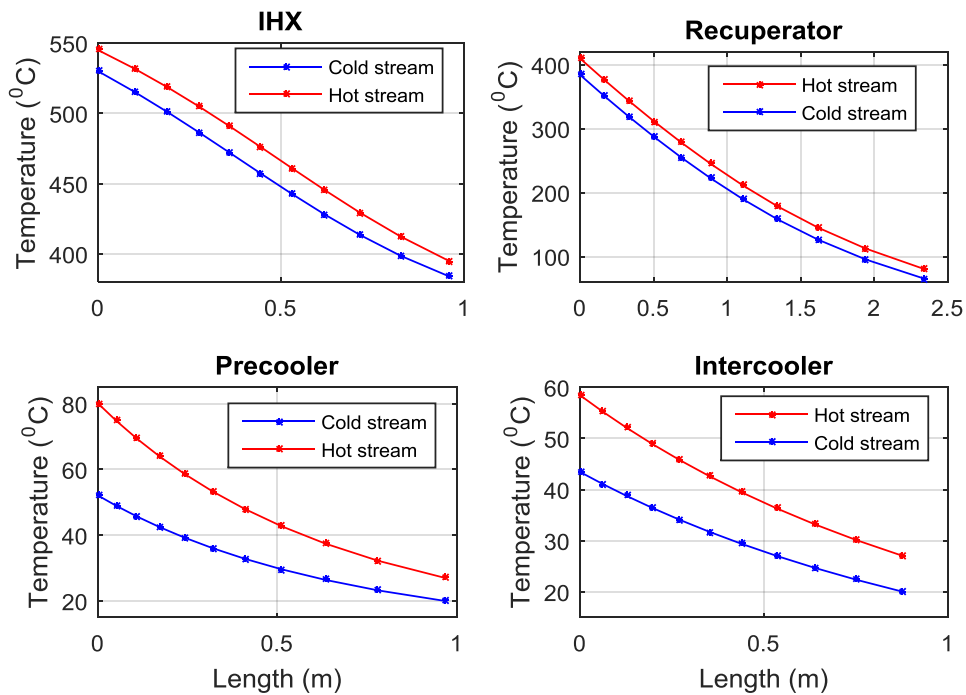 IHX
Temperature (⁰C)
550
500
450
400
0
0.5
1
Cold stream
Hot stream
Recuperator
Temperature (⁰C)
400
300
200
100
0
0.5
1
1.5
2
2.5
Hot stream
Cold stream
Precooler
Temperature (⁰C)
80
60
40
20
0
0.5
1
Length (m)
Cold stream
Hot stream
Intercooler
Temperature (⁰C)
60
50
40
30
20
0
0.5
1
Length (m)
Hot stream
Cold stream